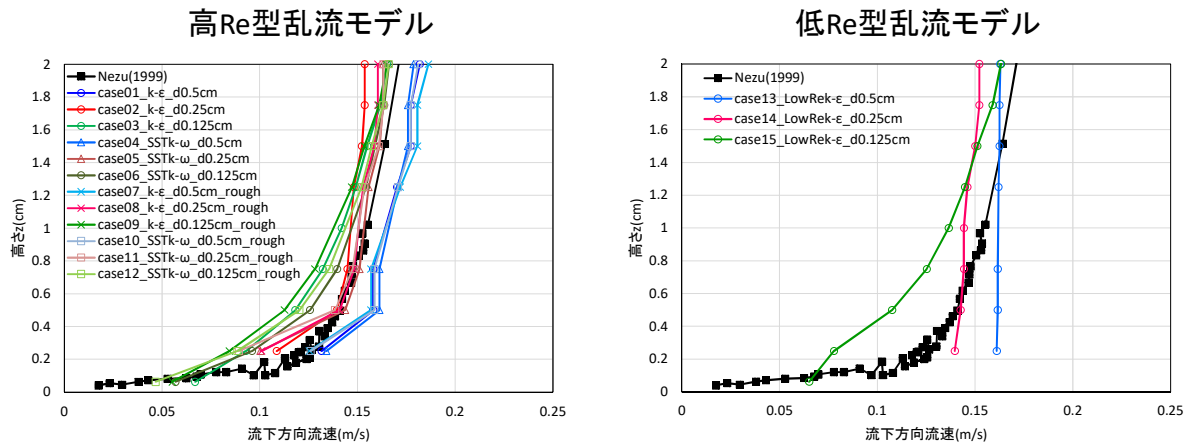 高Re型乱流モデル
2
1.8
1.6
1.4
1.2
1
0.8
0.6
0.4
0.2
0
高さz(cm)
Nezu(1999)
case01_k-ε_d0.5cm
case02_k-ε_d0.25cm
case03_k-ε_d0.125cm
case04_SSTk-ω_d0.5cm
case05_SSTk-ω_d0.25cm
case06_SSTk-ω_d0.125cm
case07_k-ε_d0.5cm_rough
case08_k-ε_d0.25cm_rough
case09_k-ε_d0.125cm_rough
case10_SSTk-ω_d0.5cm_rough
case11_SSTk-ω_d0.25cm_rough
case12_SSTk-ω_d0.125cm_rough
0 0.05 0.1 0.15 0.2 0.25
流下方向流速(m/s)
低Re型乱流モデル
2
1.8
1.6
1.4
1.2
1
0.8
0.6
0.4
0.2
0
高さz(cm)
Nezu(1999)
case13_LowRek-ε_d0.5cm
case14_LowRek-ε_d0.25cm
case15_LowRek-ε_d0.125cm
0 0.05 0.1 0.15 0.2 0.25
流下方向流速(m/s)